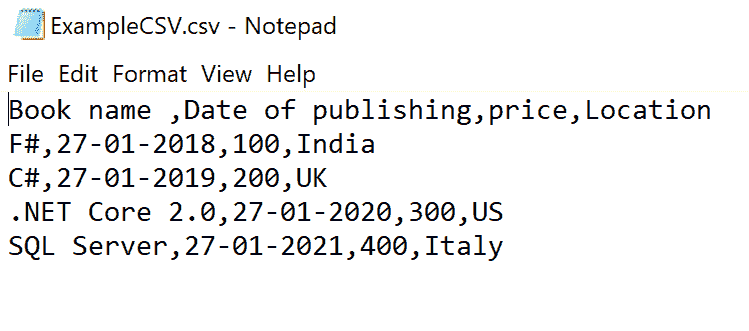 ExampleCSV.csv - Notepad
File Edit Format View Help
Book name ,Date of publishing,price,Location
F#,27-01-2018,100,India
C#,27-01-2019,200,UK
.NET Core 2.0,27-01-2020,300,US
SQL Server,27-01-2021,400,Italy